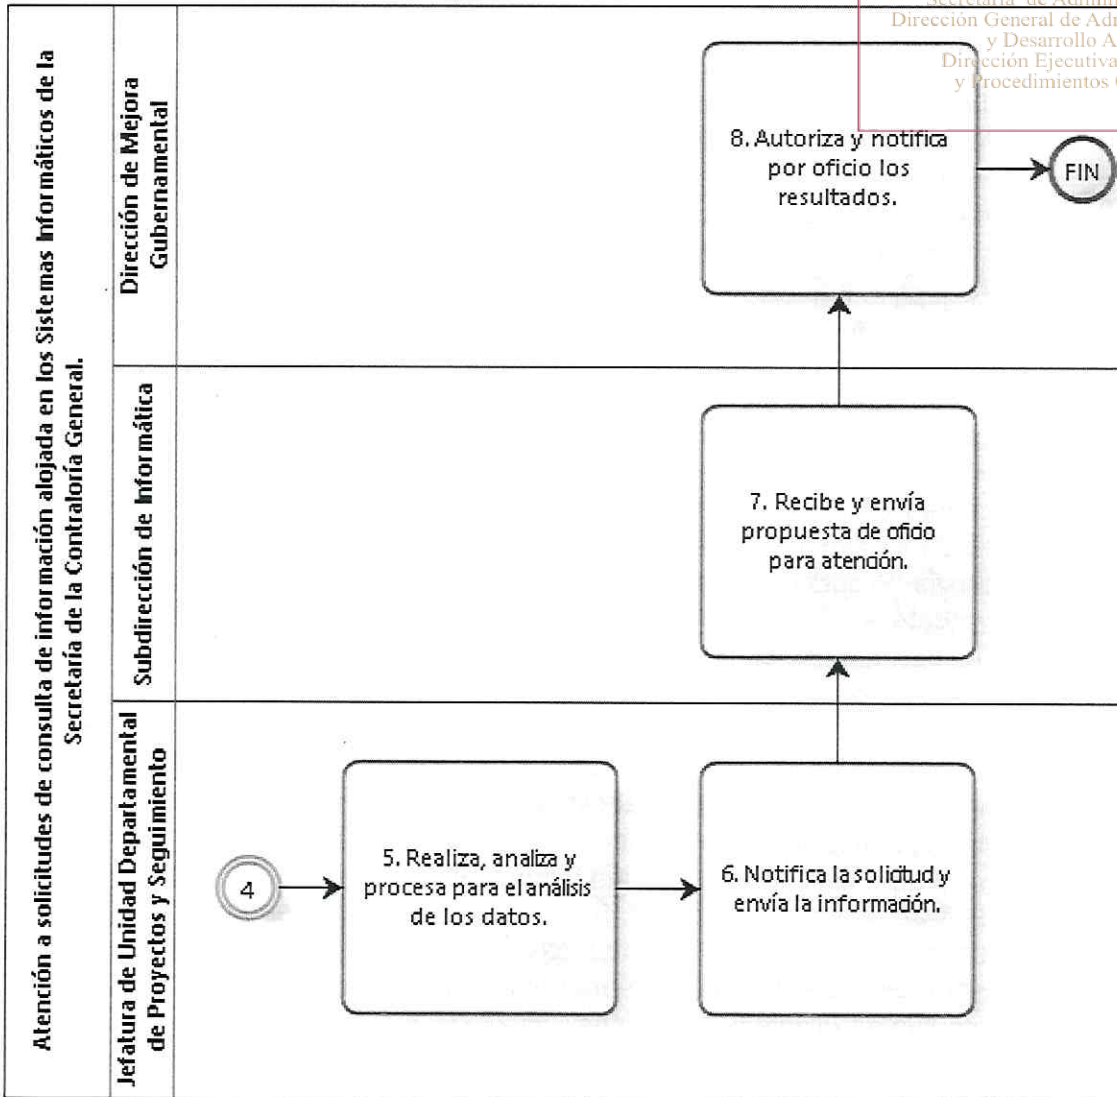 Secretaría de Admini
Dirección General de Adr
y Desarrollo A
Dirección Ejecutiva
y Procedimientos
Atención a solicitudes de consulta de información alojada en los Sistemas Informáticos de la
Secretaría de la Contraloría General.
Dirección de Mejora
Gubernamental
8. Autoriza y notifica
por oficio los
resultados.
FIN
Subdirección de Informática
7. Recibe y envía
propuesta de oficio
para atención.
Jefatura de Unidad Departamental
de Proyectos y Seguimiento
4
5. Realiza, analiza y
procesa para el análisis
de los datos.
6. Notifica la solicitud y
envía la información.